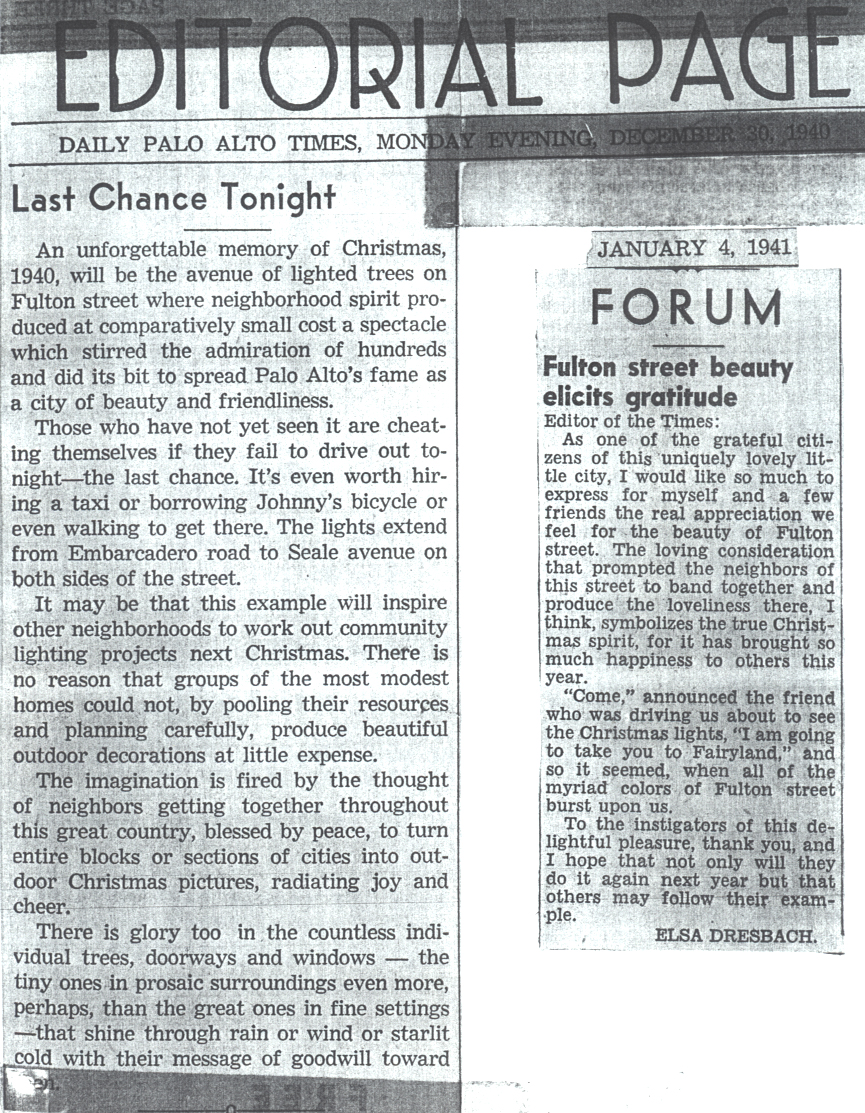 EDITORIAL PAGE
DAILY PALO ALTO TIMES, MONDAY EVENING, DECEMBER 30, 1940
Last Chance Tonight
An unforgettable memory of Christmas,
1940, will be the avenue of lighted trees on
Fulton street where neighborhood spirit pro-
duced at comparatively small cost a spectacle
which stirred the admiration of hundreds
and did its bit to spread Palo Alto's fame as
a city of beauty and friendliness.
Those who have not yet seen it are cheat-
ing themselves if they fail to drive out to-
night—the last chance. It's even worth hir-
ing a taxi or borrowing Johnny's bicycle or
even walking to get there. The lights extend
from Embarcadero road to Seale avenue on
both sides of the street.
It may be that this example will inspire
other neighborhoods to work out community
lighting projects next Christmas. There is
no reason that groups of the most modest
homes could not, by pooling their resources
and planning carefully, produce beautiful
outdoor decorations at little expense.
The imagination is fired by the thought
of neighbors getting together throughout
this great country, blessed by peace, to turn
entire blocks or sections of cities into out-
door Christmas pictures, radiating joy and
cheer.
There is glory too in the countless indi-
vidual trees, doorways and windows — the
tiny ones in prosaic surroundings even more,
perhaps, than the great ones in fine settings
—that shine through rain or wind or starlit
cold with their message of goodwill toward
JANUARY 4, 1941
FORUM
Fulton street beauty
elicits gratitude
Editor of the Times:
As one of the grateful citi-
zens of this uniquely lovely lit-
tle city, I would like so much to
express for myself and a few
friends the real appreciation we
feel for the beauty of Fulton
street. The loving consideration
that prompted the neighbors of
this street to band together and
produce the loveliness there, I
think, symbolizes the true Christ-
mas spirit, for it has brought so
much happiness to others this
year.
"Come," announced the friend
who was driving us about to see
the Christmas lights, "I am going
to take you to Fairyland," and
so it seemed, when all of the
myriad colors of Fulton street
burst upon us.
To the instigators of this de-
lightful pleasure, thank you, and
I hope that not only will they
do it again next year but that
others may follow their exam-
ple.
ELSA DRESBACH.